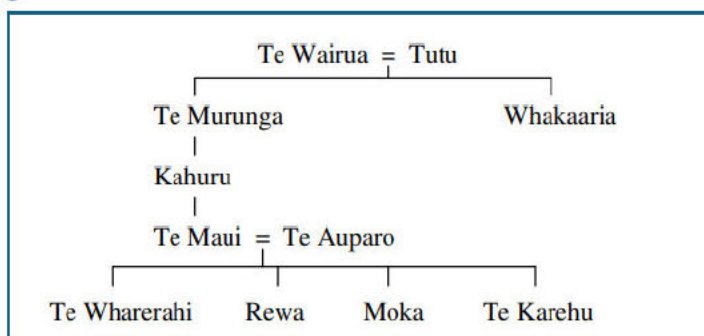 Te Wairua = Tutu
Te Murunga Whakaaria
Kahuru
Te Maui = Te Auparo
Te Wharerahi Rewa Moka Te Karehu